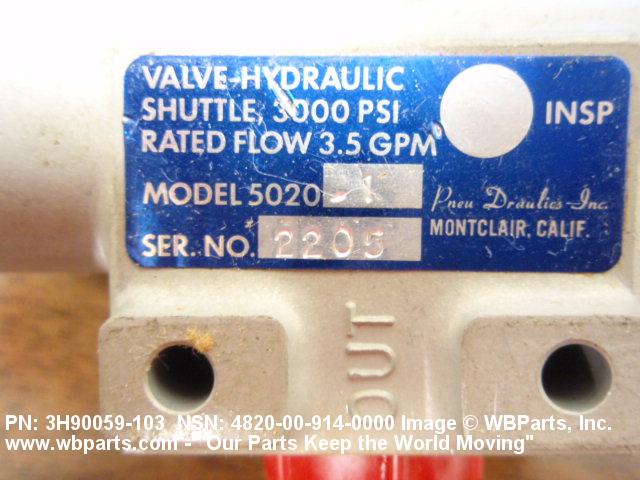 VALVE-HYDRAULIC
SHUTTLE, 3000 PSI
RATED FLOW 3.5 GPM
INSP
MODEL 5020-1
Pneu Draulics Inc.
SER. NO. 2205
MONTCLAIR, CALIF.
OUT
PN: 3H90059-103 NSN: 4820-00-914-0000 Image © WBParts, Inc.
www.wbparts.com - "Our Parts Keep the World Moving"